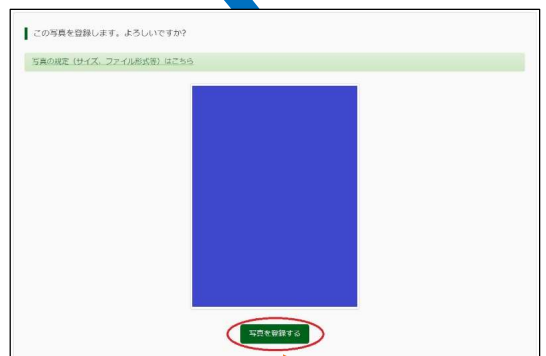 この写真を登録します。よろしいですか?
写真の規定（サイズ、ファイル形式等）はこちら
写真を登録する